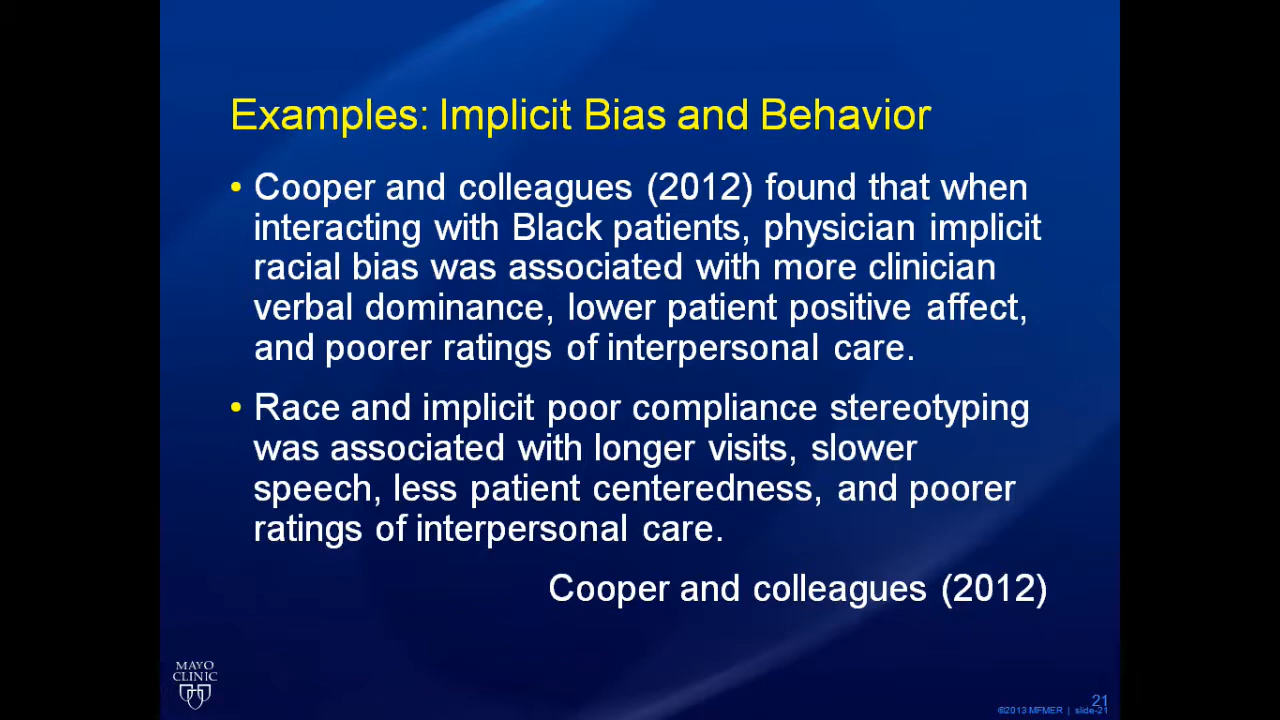 Examples: Implicit Bias and Behavior
• Cooper and colleagues (2012) found that when
interacting with Black patients, physician implicit
racial bias was associated with more clinician
verbal dominance, lower patient positive affect,
and poorer ratings of interpersonal care.
• Race and implicit poor compliance stereotyping
was associated with longer visits, slower
speech, less patient centeredness, and poorer
ratings of interpersonal care.
Cooper and colleagues (2012)
MAYO
CLINIC
21
©2013 MFMER | slide-21